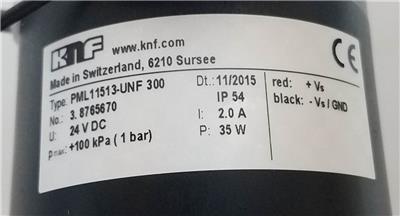 KNF www.knf.com CE
Made in Switzerland, 6210 Sursee
Type: PML11513-UNF 300 Dt.: 11/2015 red: + Vs
No.: 3. 8765670 IP 54 black: - Vs / GND
U: 24 V DC I: 2.0 A
pmax: +100 kPa ( 1 bar) P: 35 W